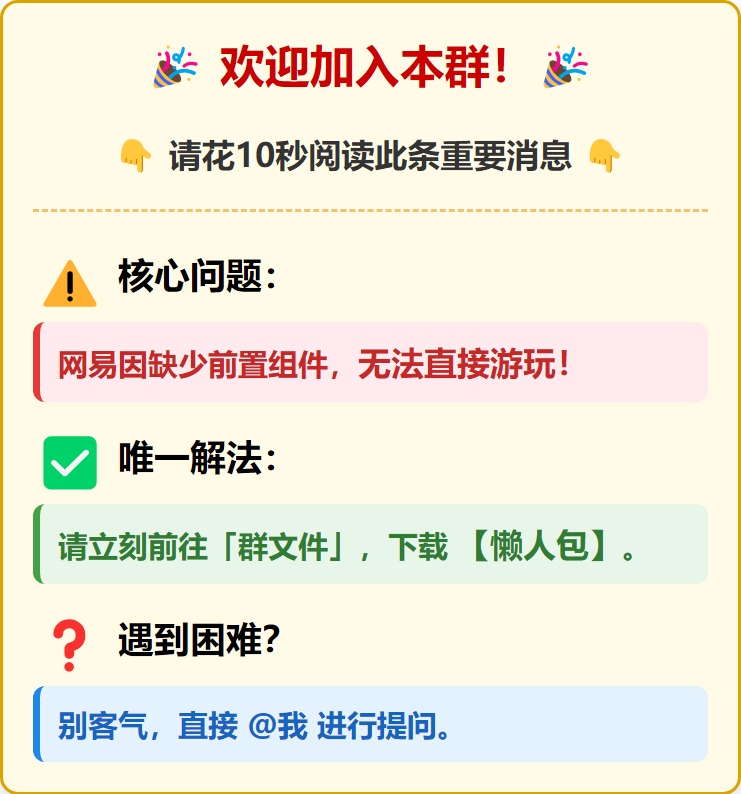 🎉 欢迎加入本群！ 🎉
👇 请花10秒阅读此条重要消息 👇
⚠️ 核心问题：
网易因缺少前置组件，无法直接游玩！
✅ 唯一解法：
请立刻前往「群文件」，下载 【懒人包】。
❓ 遇到困难？
别客气，直接 @我 进行提问。